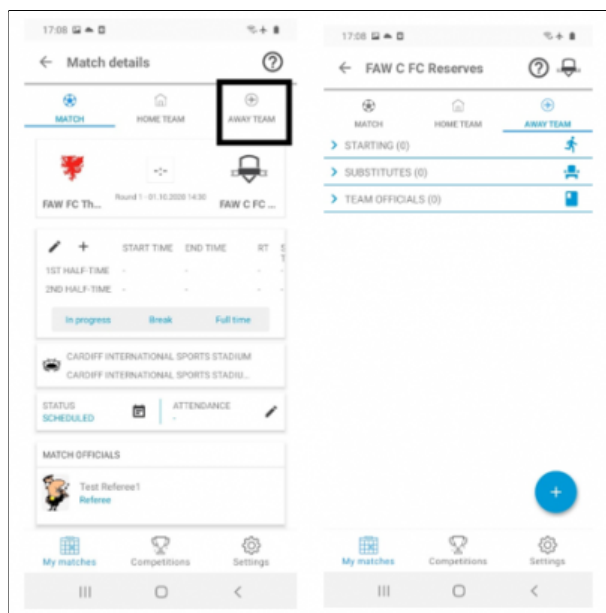 17:08
Match details
MATCH
HOME TEAM
AWAY TEAM
-:-
Round 1 - 01.10.2020 14:30
FAW FC Th...
FAW C FC ...
START TIME END TIME RT
1ST HALF-TIME - - -
2ND HALF-TIME - - -
In progress Break Full time
CARDIFF INTERNATIONAL SPORTS STADIUM
CARDIFF INTERNATIONAL SPORTS STADIU...
STATUS
SCHEDULED
ATTENDANCE
-
MATCH OFFICIALS
Test Referee1
Referee
My matches
Competitions
Settings
17:08
FAW C FC Reserves
MATCH
HOME TEAM
AWAY TEAM
STARTING (0)
SUBSTITUTES (0)
TEAM OFFICIALS (0)
My matches
Competitions
Settings